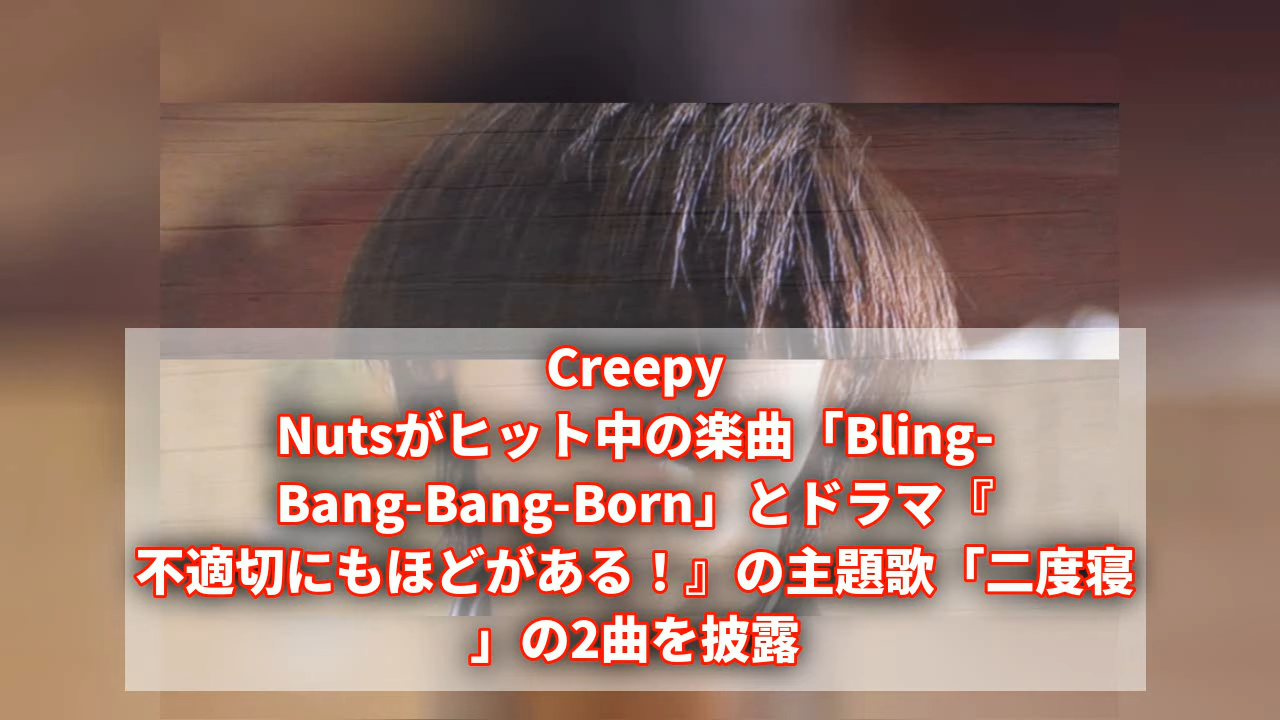 Creepy
Nutsがヒット中の楽曲「Bling-
Bang-Bang-Born」とドラマ『
不適切にもほどがある！』の主題歌「二度寝
」の2曲を披露